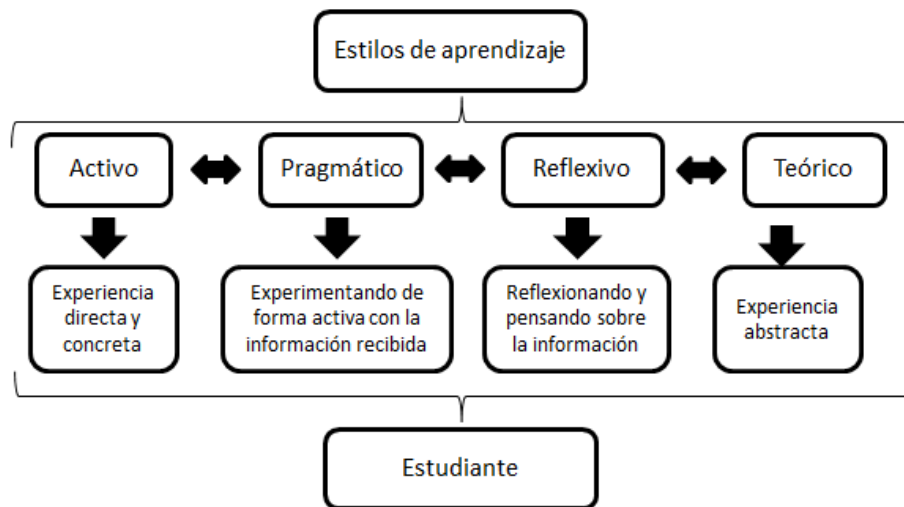 Estilos de aprendizaje
Activo
Pragmático
Reflexivo
Teórico
Experiencia
directa y
concreta
Experimentando de
forma activa con la
información recibida
Reflexionando y
pensando sobre
la información
Experiencia
abstracta
Estudiante